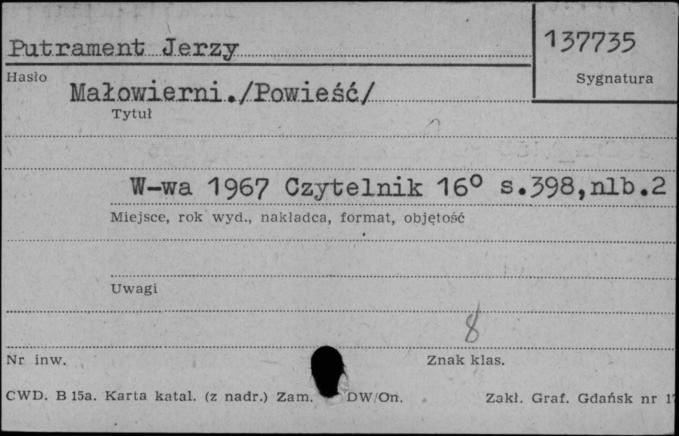 137735
Putrament Jerzy
Hasło
Sygnatura
Małowierni./Powieść/
Tytuł
W-wa 1967 Czytelnik 16º s.398,nlb.2
Miejsce, rok wyd., nakładca, format, objętość
Uwagi
8
Nr inw.
Znak klas.
CWD. B 15a. Karta katal. (z nadr.) Zam. DW/On. Zakł. Graf. Gdańsk nr